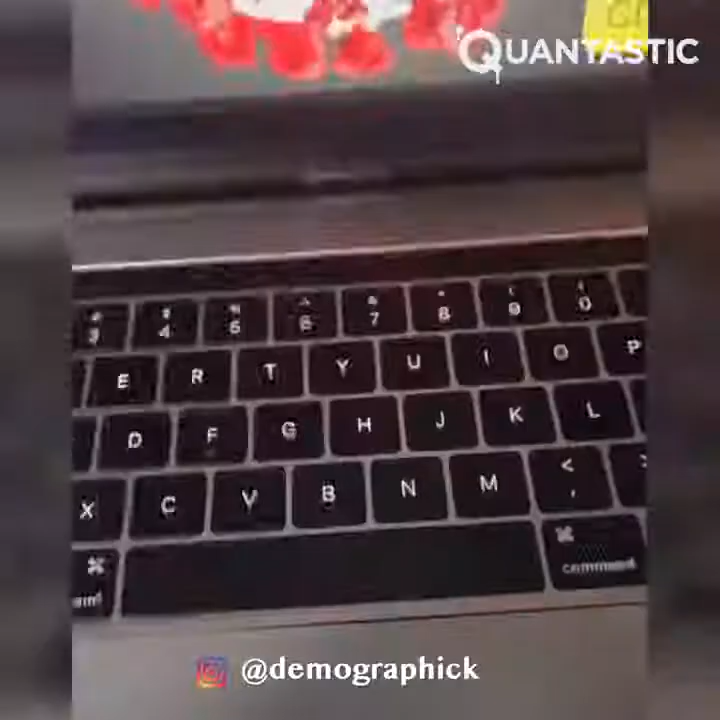 QUANTASTIC
3 4 5 6 7 8 9 0
E R T Y U I O P
D F G H J K L
X C V B N M < ,
⌘ ⌘
command
@demographick